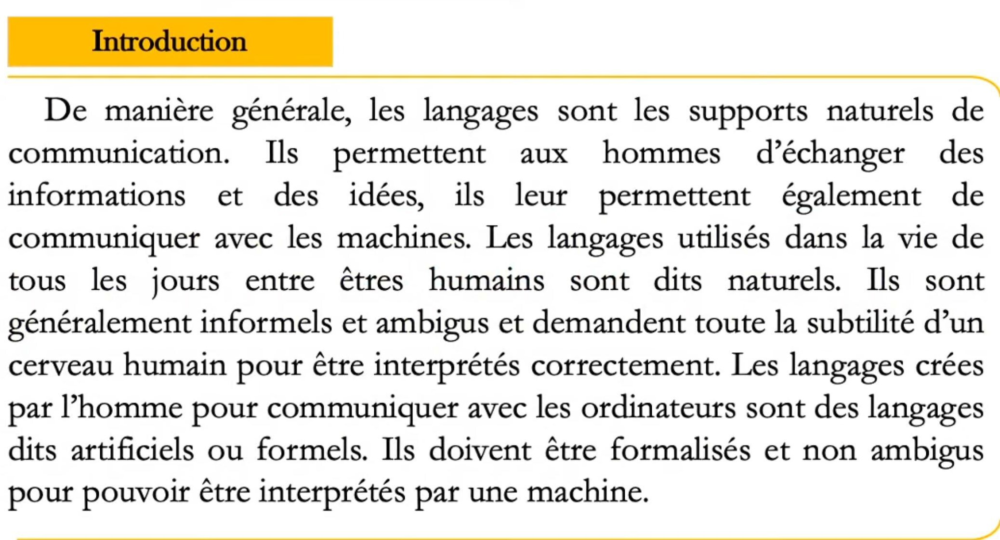 Introduction
De manière générale, les langages sont les supports naturels de
communication. Ils permettent aux hommes d’échanger des
informations et des idées, ils leur permettent également de
communiquer avec les machines. Les langages utilisés dans la vie de
tous les jours entre êtres humains sont dits naturels. Ils sont
généralement informels et ambigus et demandent toute la subtilité d’un
cerveau humain pour être interprétés correctement. Les langages crées
par l’homme pour communiquer avec les ordinateurs sont des langages
dits artificiels ou formels. Ils doivent être formalisés et non ambigus
pour pouvoir être interprétés par une machine.